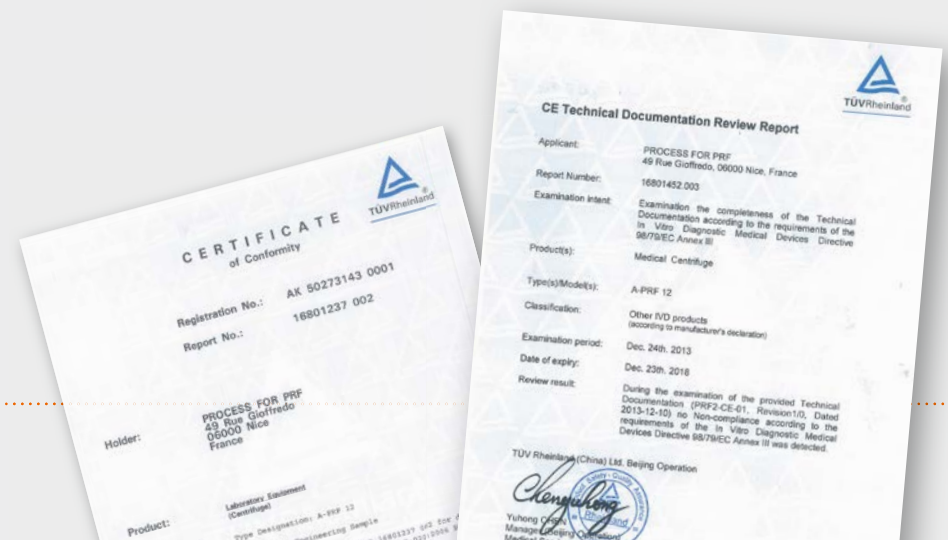 TÜVRheinland®
CERTIFICATE
of Conformity
Registration No.: AK 50273143 0001
Report No.: 16801237 002
Holder: PROCESS FOR PRF
49 Rue Gioffredo
06000 Nice
France
Product: Laboratory Equipment
(Centrifuge)
Type Designation: A-PRF 12
Engineering Sample
TÜVRheinland®
CE Technical Documentation Review Report
Applicant: PROCESS FOR PRF
49 Rue Gioffredo, 06000 Nice, France
Report Number: 16801452.003
Examination intent: Examination the completeness of the Technical
Documentation according to the requirements of the
In Vitro Diagnostic Medical Devices Directive
98/79/EC Annex III
Product(s): Medical Centrifuge
Type(s)/Model(s): A-PRF 12
Classification: Other IVD products
(according to manufacturer's declaration)
Examination period: Dec. 24th. 2013
Date of expiry: Dec. 23th. 2018
Review result: During the examination of the provided Technical
Documentation (PRF2-CE-01, Revision1/0, Dated
2013-12-10) no Non-compliance according to the
requirements of the In Vitro Diagnostic Medical
Devices Directive 98/79/EC Annex III was detected.
TÜV Rheinland (China) Ltd. Beijing Operation
Yuhong CHEN
Manager (Beijing Operation)